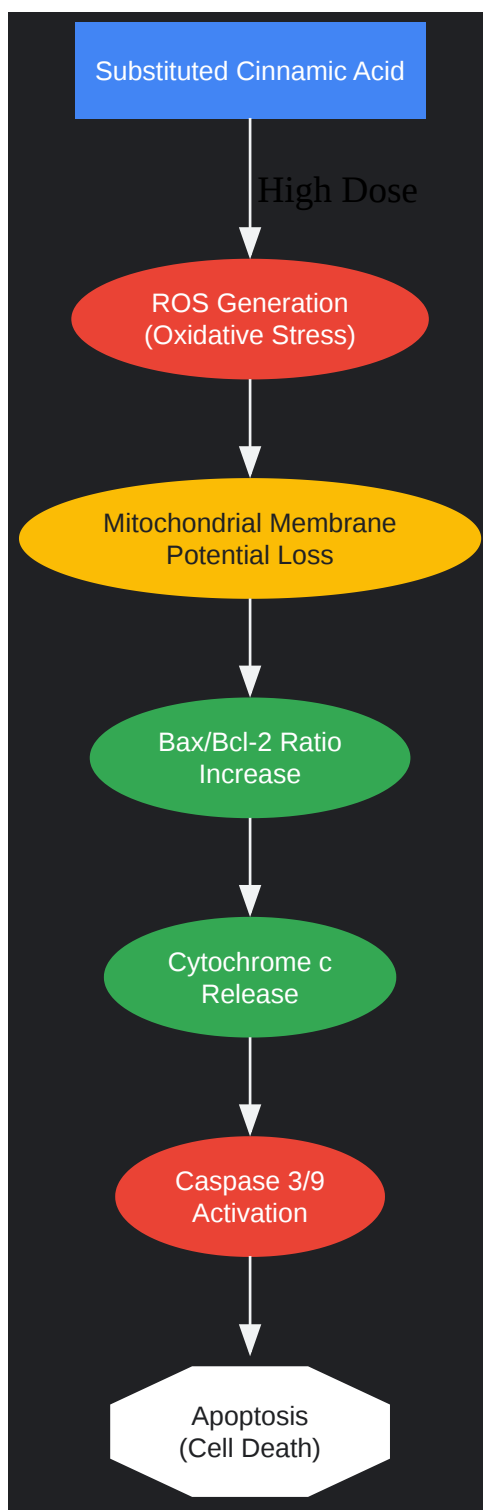 Substituted Cinnamic Acid
High Dose
ROS Generation
(Oxidative Stress)
Mitochondrial Membrane
Potential Loss
Bax/Bcl-2 Ratio
Increase
Cytochrome c
Release
Caspase 3/9
Activation
Apoptosis
(Cell Death)